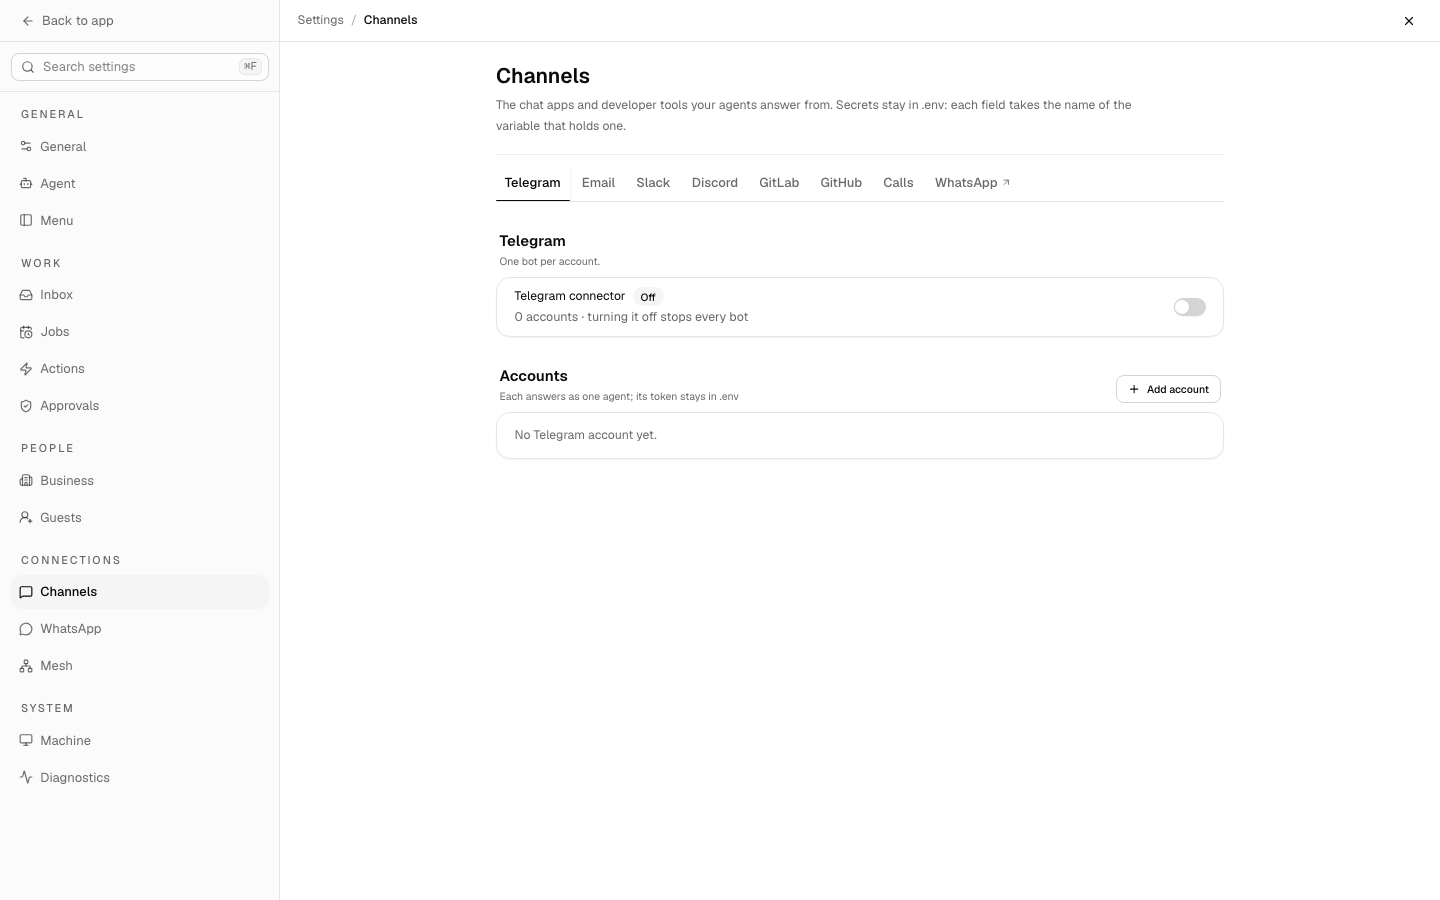 Back to app
Settings / Channels
Search settings
⌘F
GENERAL
General
Agent
Menu
WORK
Inbox
Jobs
Actions
Approvals
PEOPLE
Business
Guests
CONNECTIONS
Channels
WhatsApp
Mesh
SYSTEM
Machine
Diagnostics
Channels
The chat apps and developer tools your agents answer from. Secrets stay in .env: each field takes the name of the
variable that holds one.
Telegram Email Slack Discord GitLab GitHub Calls WhatsApp
Telegram
One bot per account.
Telegram connector Off
0 accounts · turning it off stops every bot
Accounts
Each answers as one agent; its token stays in .env
Add account
No Telegram account yet.